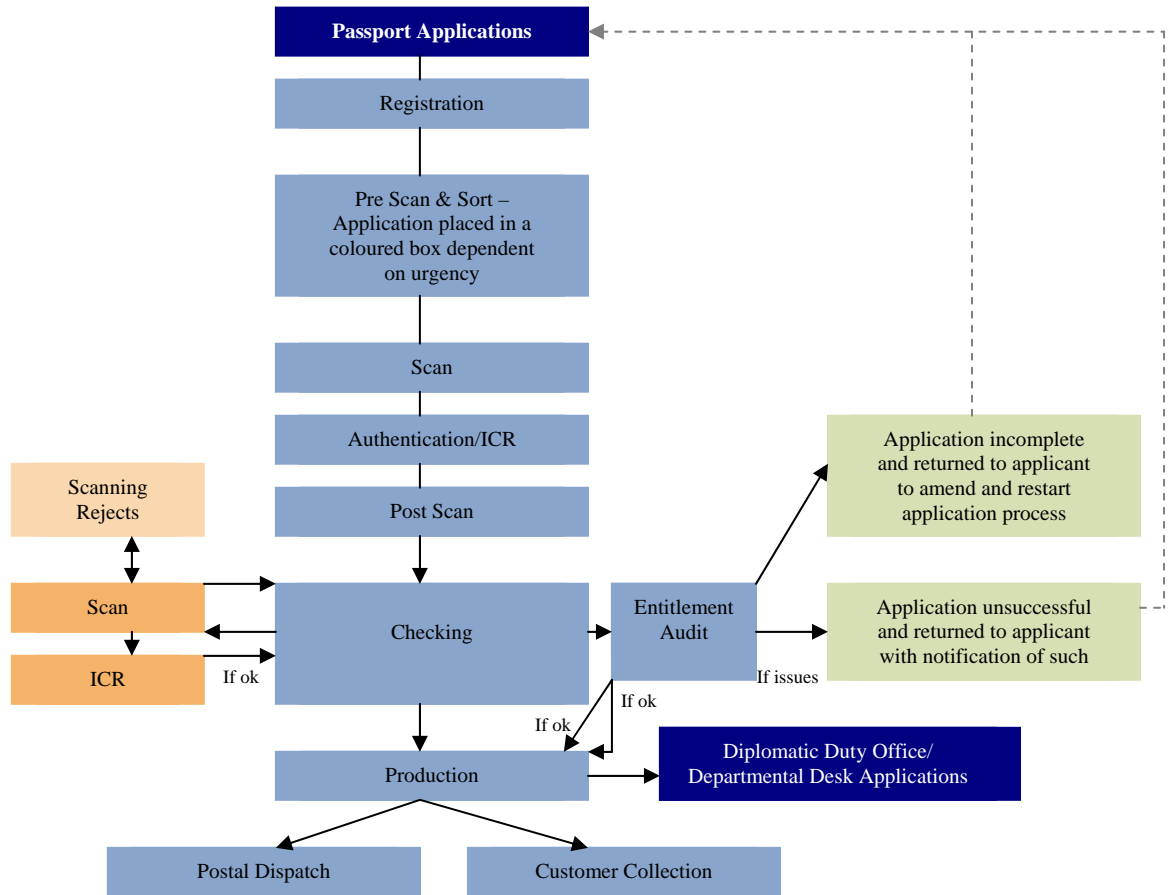 Passport Applications
Registration
Pre Scan & Sort –
Application placed in a
coloured box dependent
on urgency
Scan
Authentication/ICR
Post Scan
Scanning
Rejects
Scan
ICR
If ok
Checking
Entitlement
Audit
If issues
Application incomplete
and returned to applicant
to amend and restart
application process
Application unsuccessful
and returned to applicant
with notification of such
If ok
If ok
Production
Diplomatic Duty Office/
Departmental Desk Applications
Postal Dispatch
Customer Collection